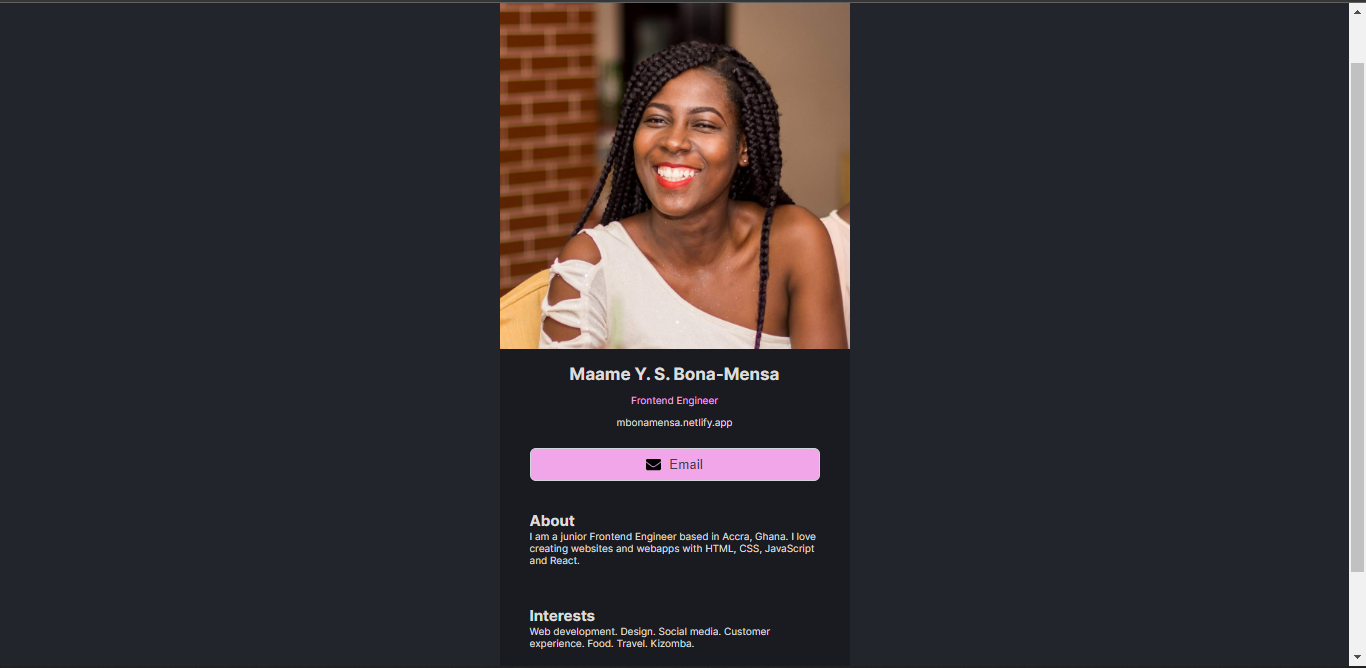 Maame Y. S. Bona-Mensa
Frontend Engineer
mbonamensa.netlify.app
Email
About
I am a junior Frontend Engineer based in Accra, Ghana. I love
creating websites and webapps with HTML, CSS, JavaScript
and React.
Interests
Web development. Design. Social media. Customer
experience. Food. Travel. Kizomba.